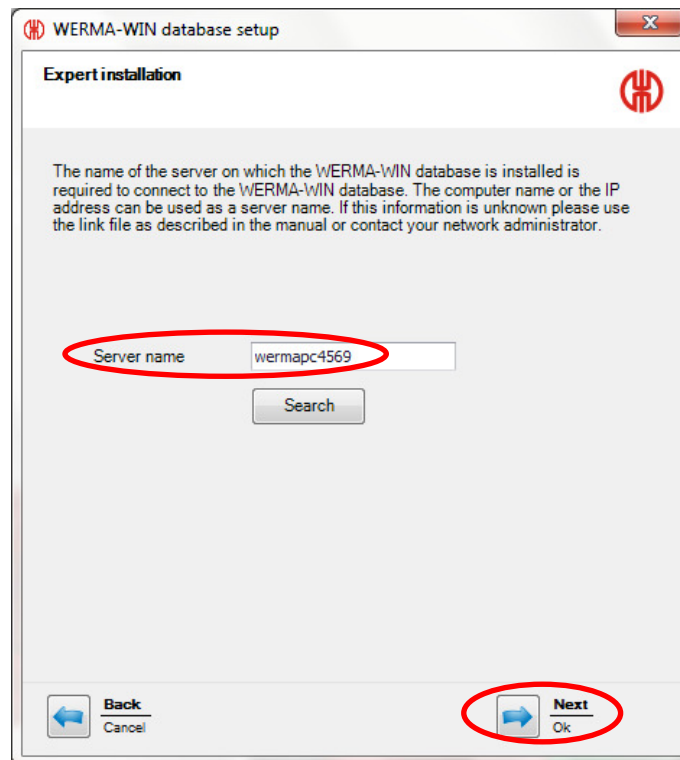 WERMA-WIN database setup
Expert installation
The name of the server on which the WERMA-WIN database is installed is
required to connect to the WERMA-WIN database. The computer name or the IP
address can be used as a server name. If this information is unknown please use
the link file as described in the manual or contact your network administrator.
Server name wermapc4569
Search
Back
Cancel
Next
Ok